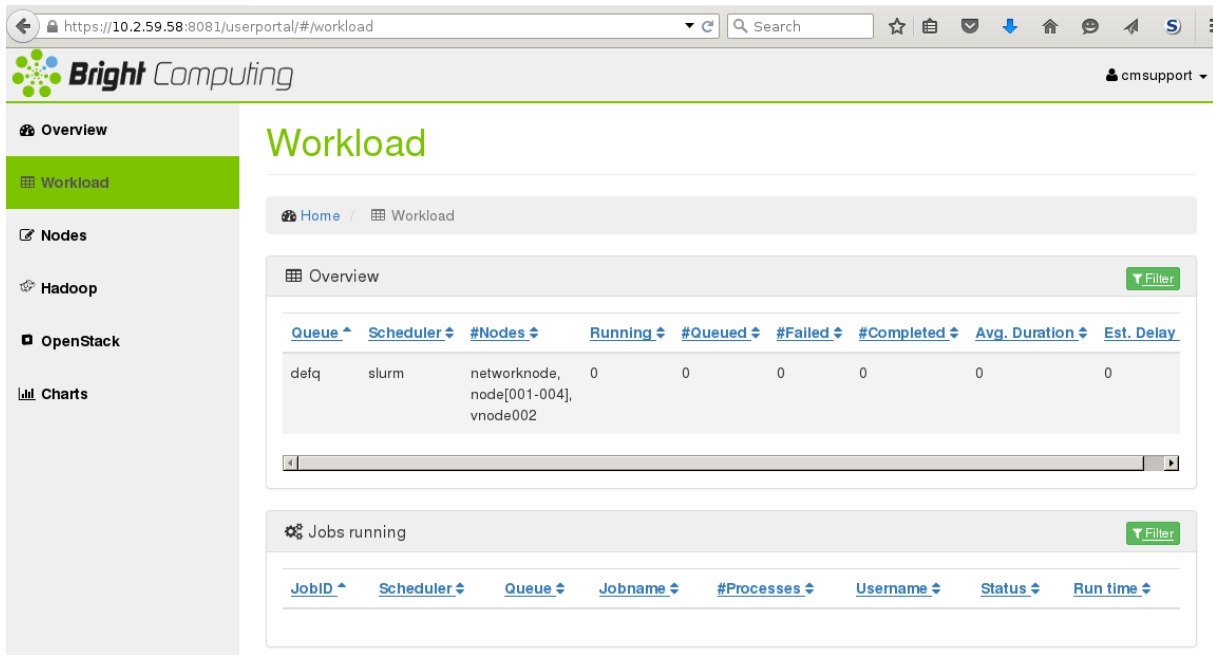 https://10.2.59.58:8081/userportal/#/workload
Search
S
Bright Computing
cmsupport
Overview
Workload
Nodes
Hadoop
OpenStack
Charts
Workload
Home / Workload
Overview
Filter
Queue Scheduler #Nodes Running #Queued #Failed #Completed Avg. Duration Est. Delay
defq slurm networknode, 0 0 0 0 0 0
node[001-004],
vnode002
Jobs running
Filter
JobID Scheduler Queue Jobname #Processes Username Status Run time